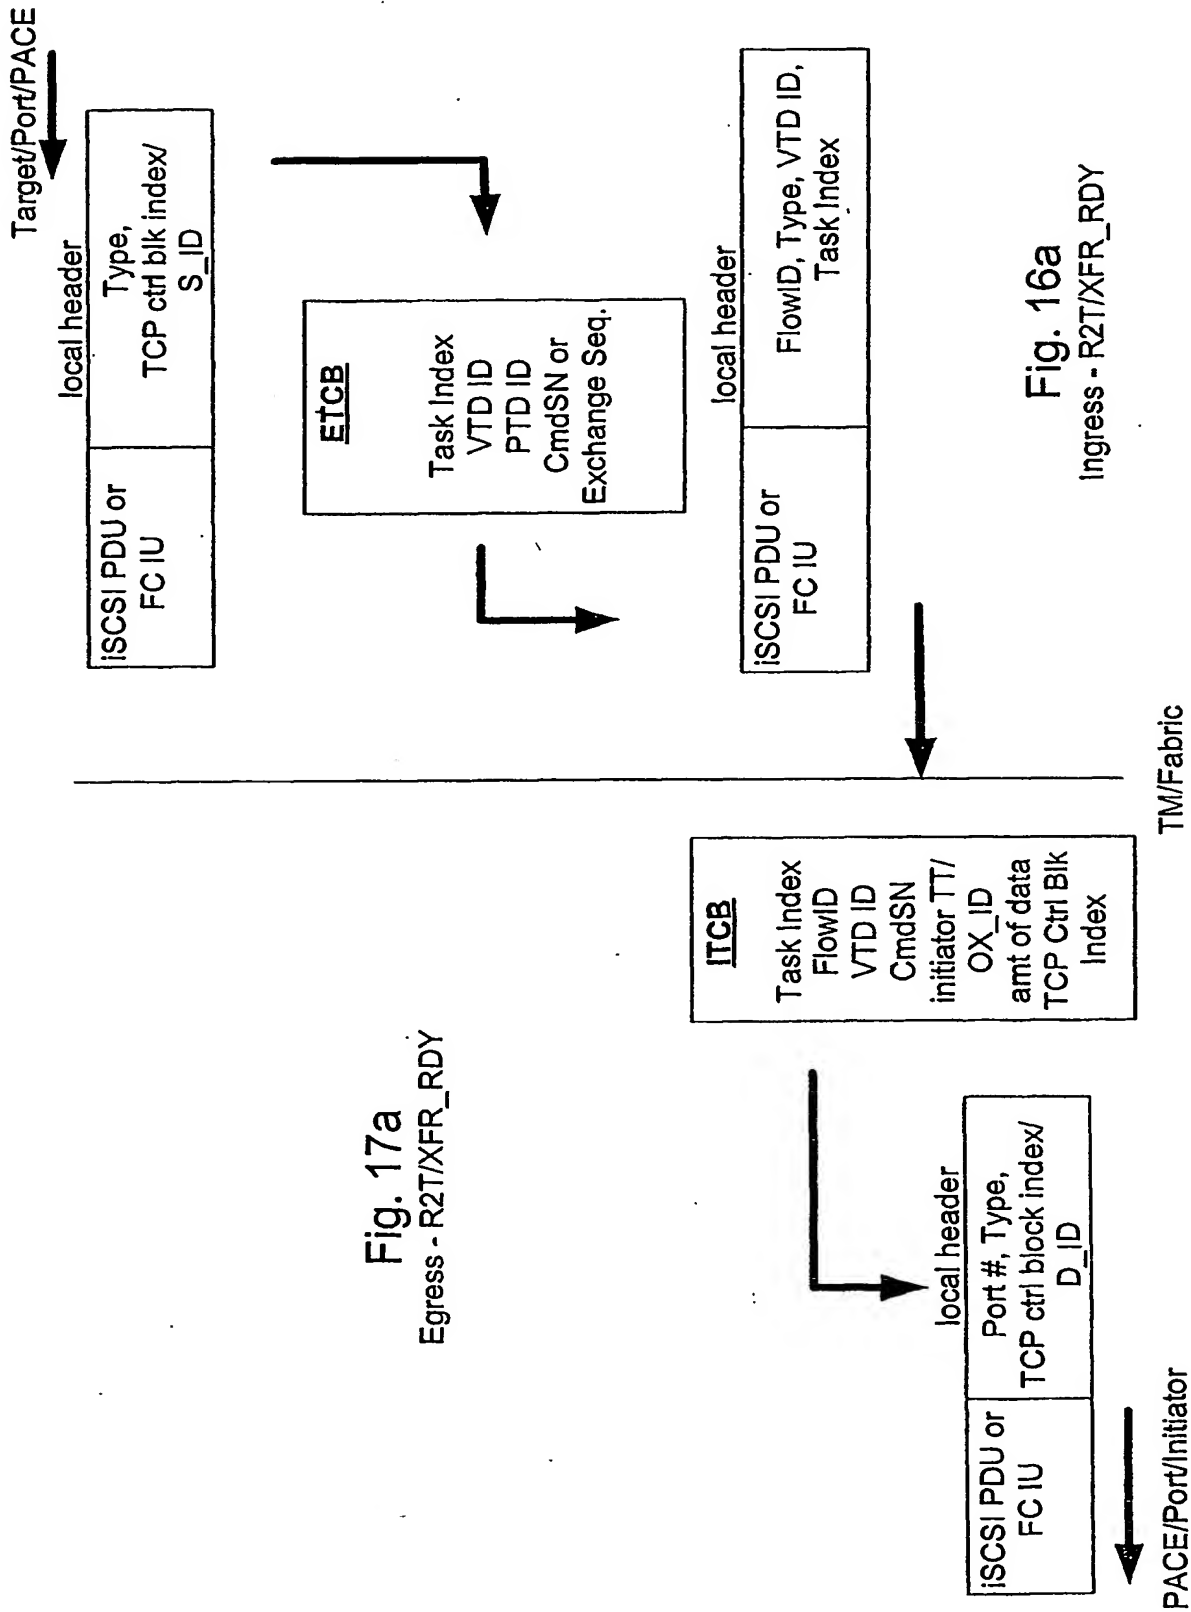 Target/Port/PACE
local header
iSCSI PDU or
FC IU
Type,
TCP ctrl blk index/
S_ID
ETCB
Task Index
VTD ID
PTD ID
CmdSN or
Exchange Seq.
local header
iSCSI PDU or
FC IU
FlowID, Type, VTD ID,
Task Index
Fig. 16a
Ingress - R2T/XFR_RDY
TM/Fabric
Fig. 17a
Egress - R2T/XFR_RDY
ITCB
Task Index
FlowID
VTD ID
CmdSN
initiator TT/
OX_ID
amt of data
TCP Ctrl Blk
Index
local header
iSCSI PDU or
FC IU
Port #, Type,
TCP ctrl block index/
D_ID
PACE/Port/Initiator